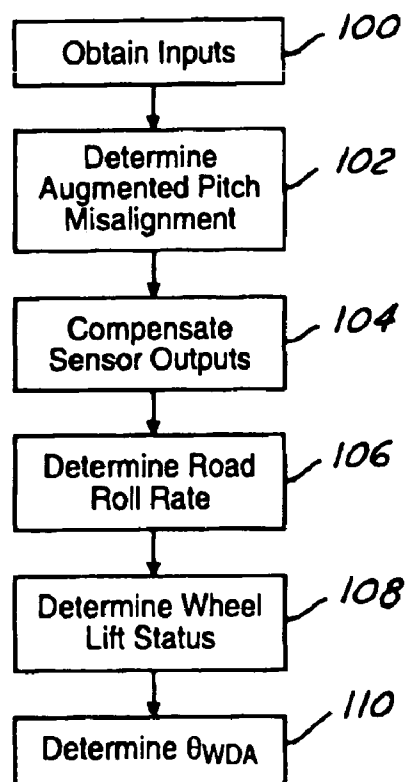 100
Obtain Inputs
102
Determine
Augmented Pitch
Misalignment
104
Compensate
Sensor Outputs
106
Determine Road
Roll Rate
108
Determine Wheel
Lift Status
110
Determine θWDA